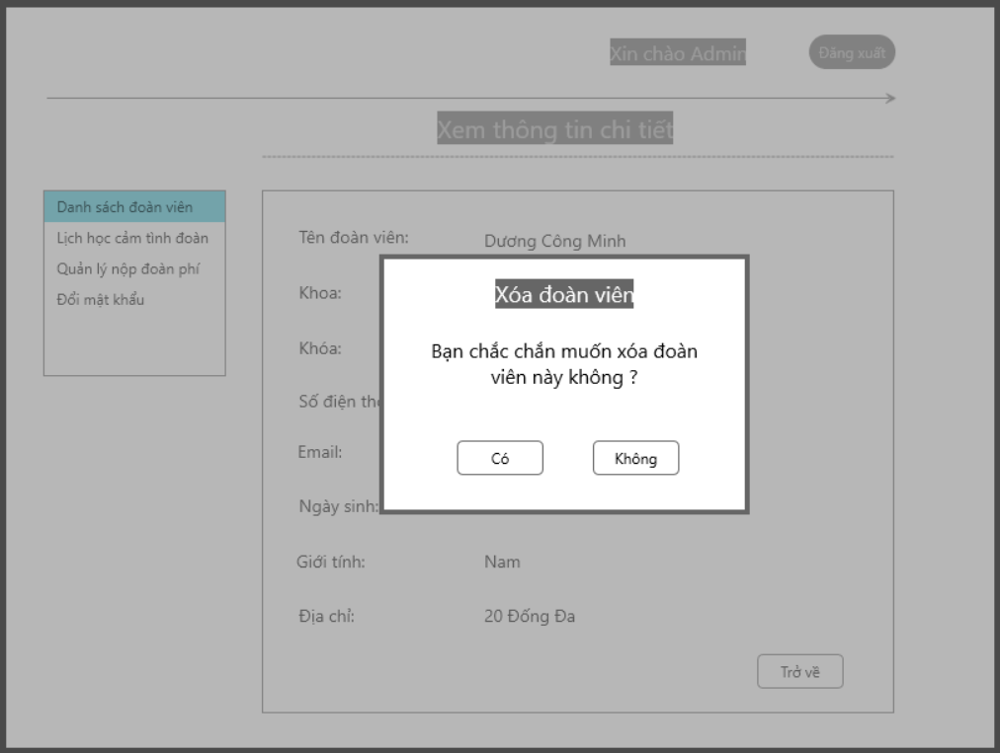 Xin chào Admin
Đăng xuất
Xem thông tin chi tiết
Danh sách đoàn viên
Lịch học cảm tình đoàn
Quản lý nộp đoàn phí
Đổi mật khẩu
Tên đoàn viên:
Dương Công Minh
Khoa:
Khóa:
Số điện
Email:
Ngày sinh:
Giới tính:
Nam
Địa chỉ:
20 Đống Đa
Trở về
Xóa đoàn viên
Bạn chắc chắn muốn xóa đoàn
viên này không ?
Có
Không